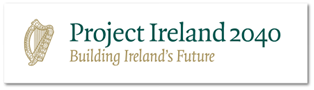 Project Ireland 2040
Building Ireland's Future